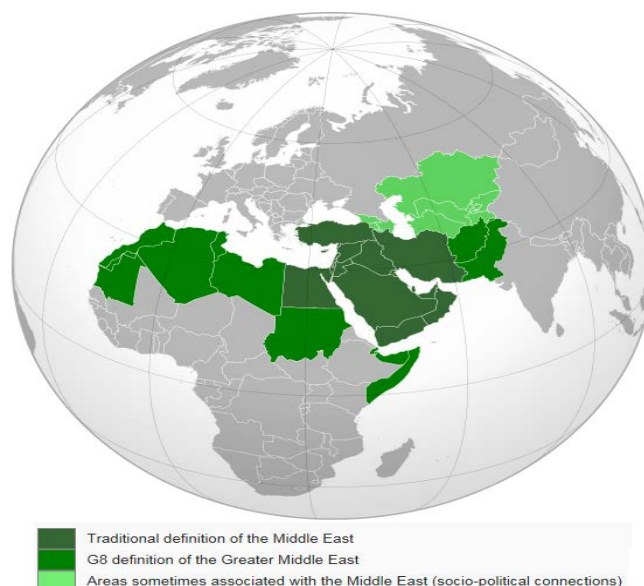 Traditional definition of the Middle East
G8 definition of the Greater Middle East
Areas sometimes associated with the Middle East (socio-political connections)